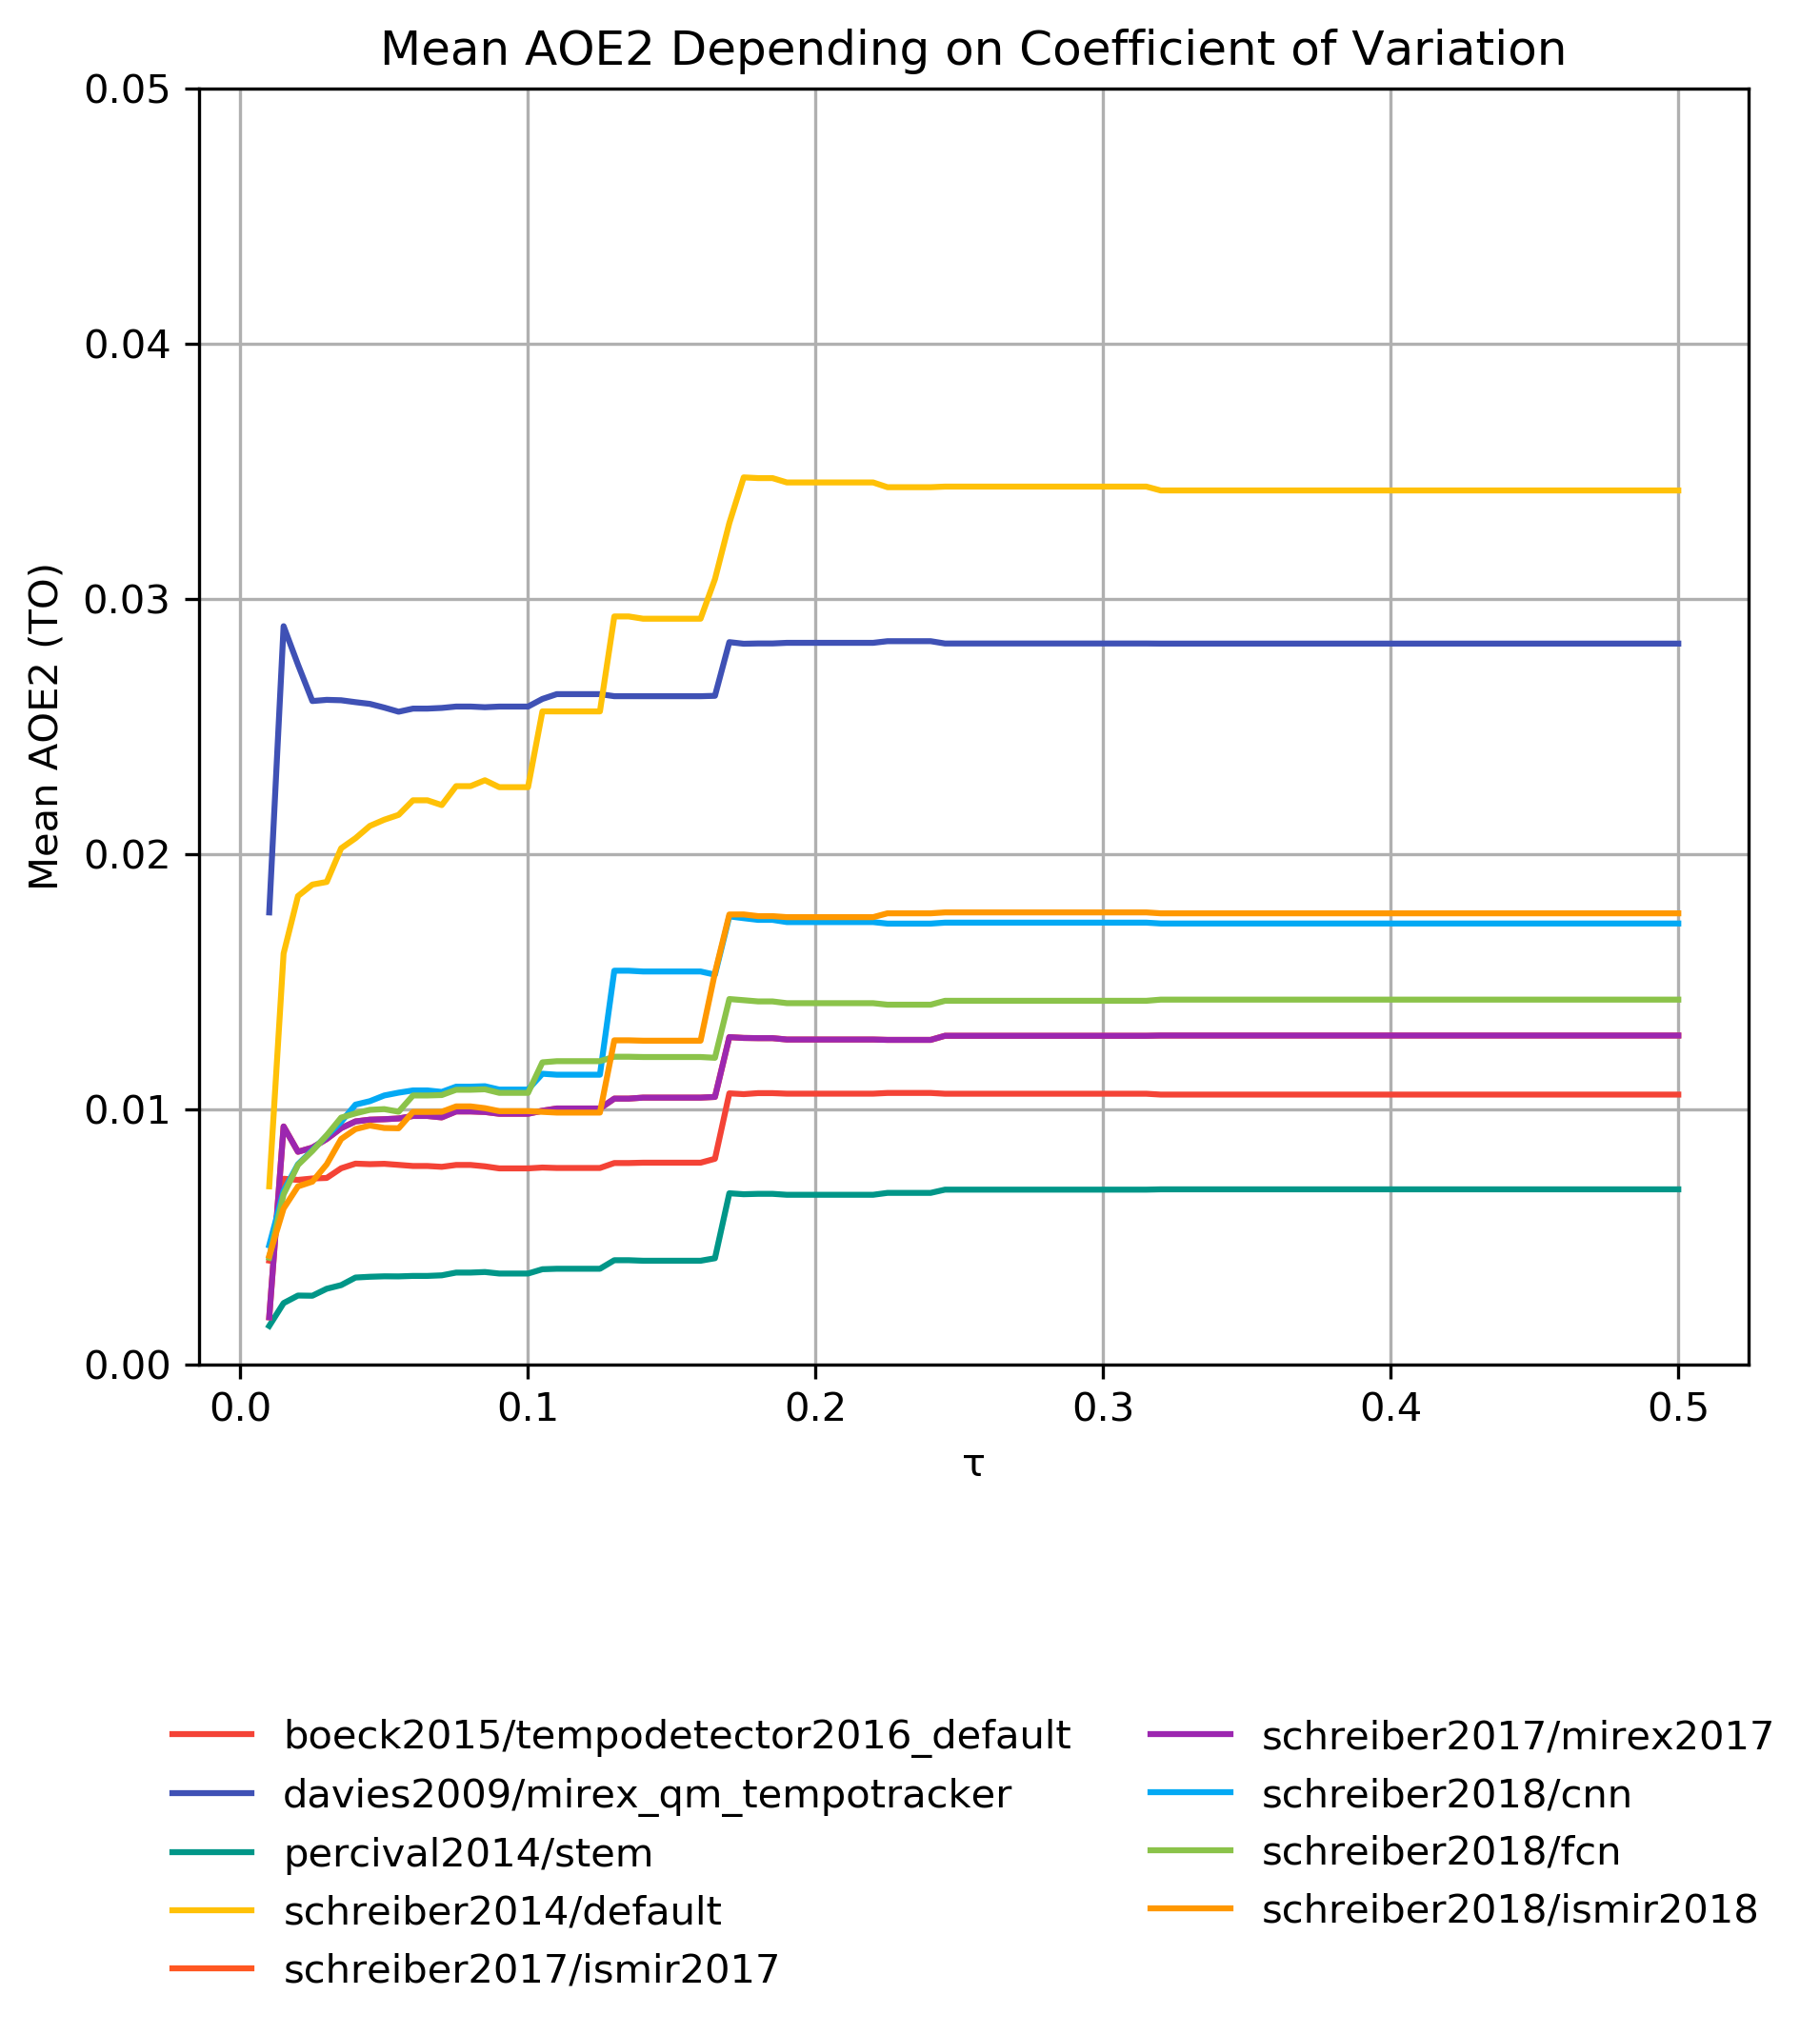 Mean AOE2 Depending on Coefficient of Variation
0.05
0.04
0.03
0.02
0.01
0.00
Mean AOE2 (TO)
0.0 0.1 0.2 0.3 0.4 0.5
τ
boeck2015/tempodetector2016_default
davies2009/mirex_qm_tempotracker
percival2014/stem
schreiber2014/default
schreiber2017/ismir2017
schreiber2017/mirex2017
schreiber2018/cnn
schreiber2018/fcn
schreiber2018/ismir2018